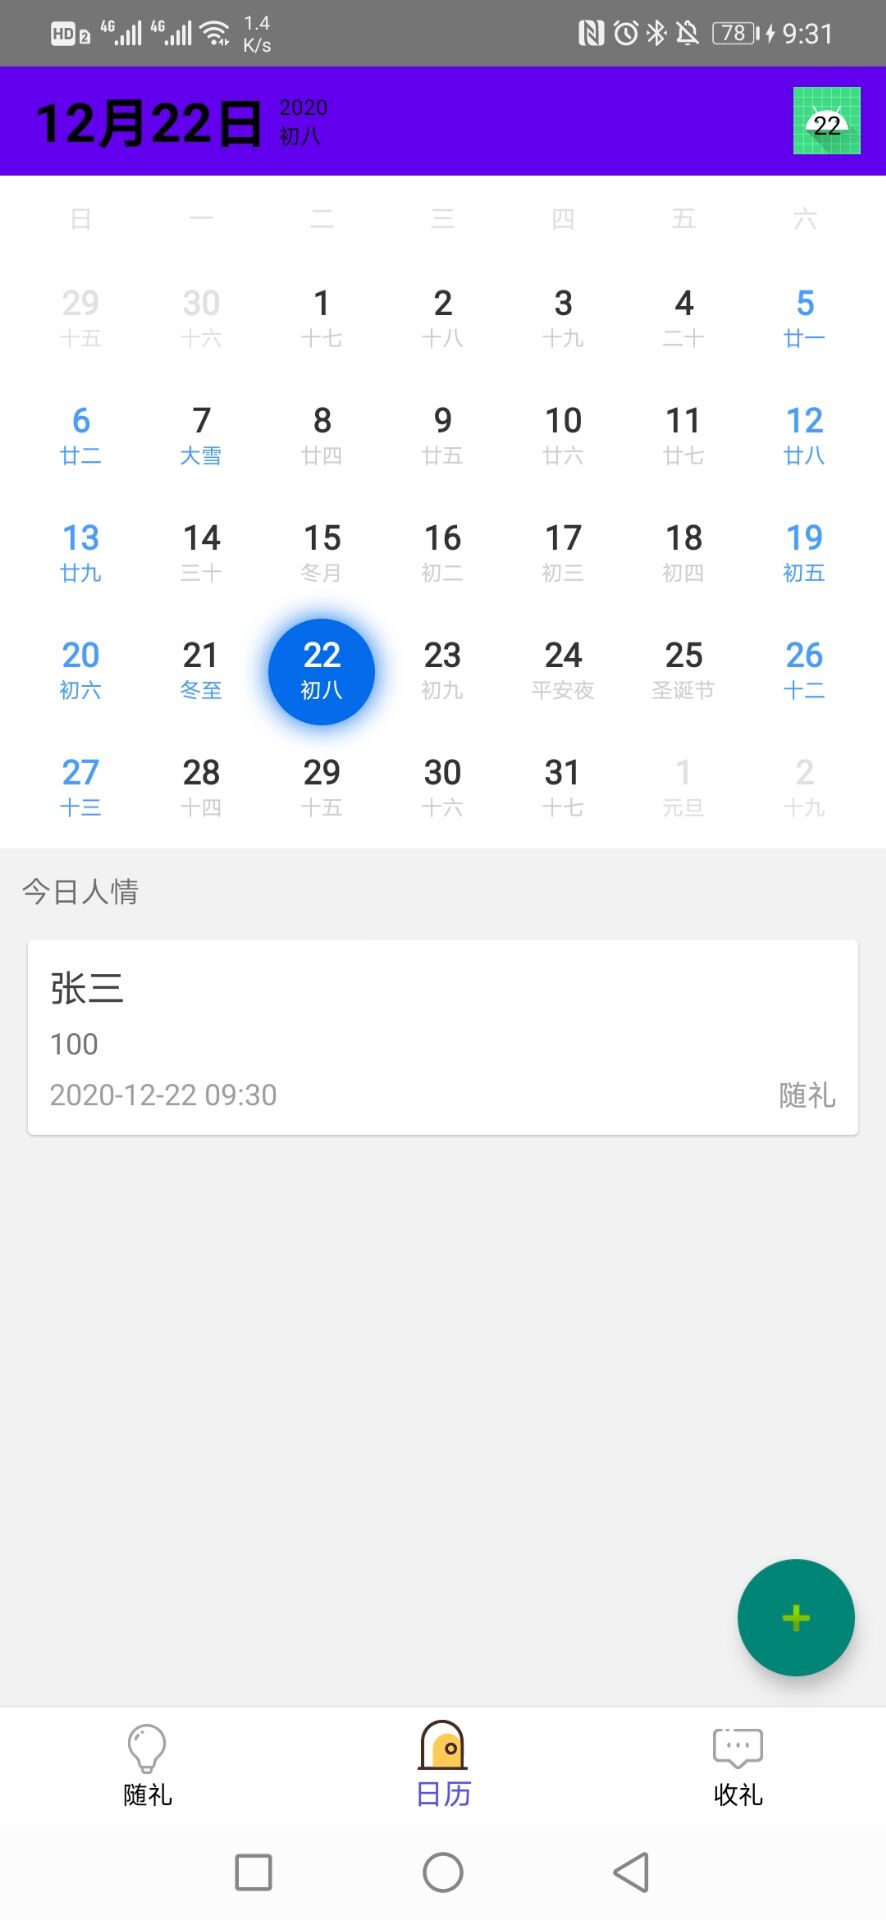 HD 2 4G 4G 1.4 K/s 78 9:31
12月22日 2020 初八 22
日 一 二 三 四 五 六
29 30 1 2 3 4 5
十五 十六 十七 十八 十九 二十 廿一
6 7 8 9 10 11 12
廿二 大雪 廿四 廿五 廿六 廿七 廿八
13 14 15 16 17 18 19
廿九 三十 冬月 初二 初三 初四 初五
20 21 22 23 24 25 26
初六 冬至 初八 初九 平安夜 圣诞节 十二
27 28 29 30 31 1 2
十三 十四 十五 十六 十七 元旦 十九
今日人情
张三
100
2020-12-22 09:30 随礼
+
随礼 日历 收礼